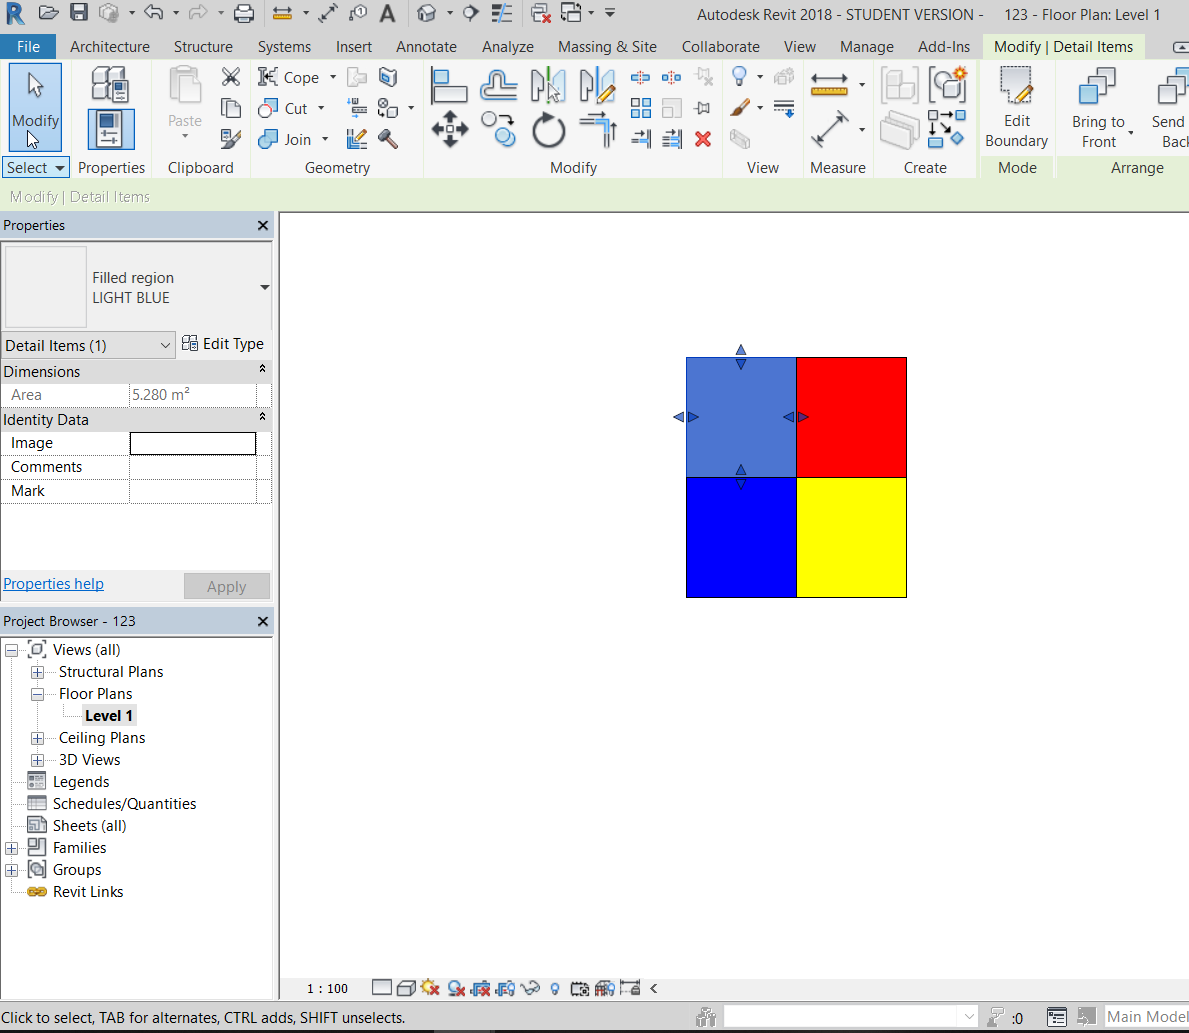 Autodesk Revit 2018 - STUDENT VERSION - 123 - Floor Plan: Level 1
File Architecture Structure Systems Insert Annotate Analyze Massing & Site Collaborate View Manage Add-Ins Modify | Detail Items
Modify
Paste
Cope
Cut
Join
Edit
Boundary
Bring to
Front
Send
Back
Select Properties Clipboard Geometry Modify View Measure Create Mode Arrange
Modify | Detail Items
Properties
Filled region
LIGHT BLUE
Detail Items (1) Edit Type
Dimensions
Area 5.280 m²
Identity Data
Image
Comments
Mark
Properties help Apply
Project Browser - 123
Views (all)
Structural Plans
Floor Plans
Level 1
Ceiling Plans
3D Views
Legends
Schedules/Quantities
Sheets (all)
Families
Groups
Revit Links
1 : 100
Click to select, TAB for alternates, CTRL adds, SHIFT unselects. :0 Main Model